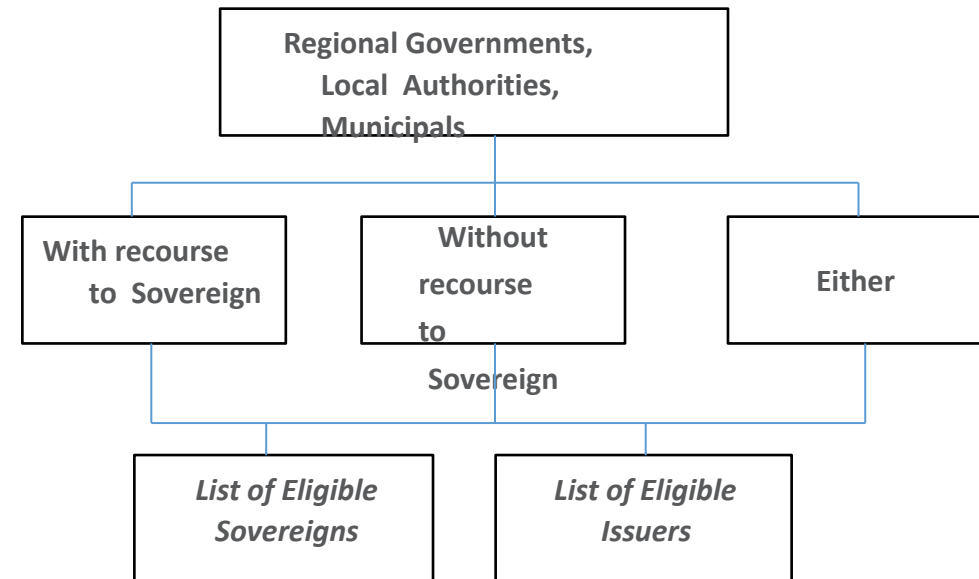 Regional Governments,
Local Authorities,
Municipals
With recourse
to Sovereign
Without
recourse
to
Sovereign
Either
List of Eligible
Sovereigns
List of Eligible
Issuers